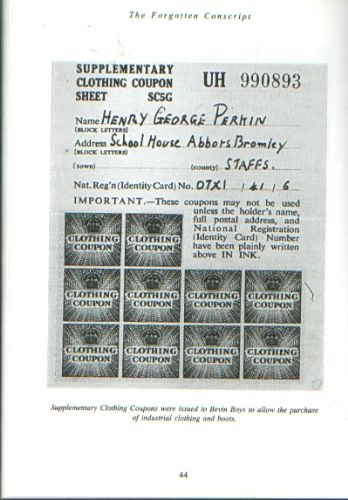 The Forgotten Conscript
SUPPLEMENTARY
CLOTHING COUPON
SHEET SC5G
UH 990893
Name HENRY GEORGE PERKIN
(BLOCK LETTERS)
Address School House Abbots Bromley
(BLOCK LETTERS)
(town) (county) STAFFS.
Nat. Reg'n (Identity Card) No. OTXI / 41 / 6
IMPORTANT.—These coupons may not be used
unless the holder's name,
full postal address, and
National Registration
(Identity Card) Number
have been plainly written
above IN INK.
CLOTHING COUPON
CLOTHING COUPON
CLOTHING COUPON
CLOTHING COUPON
CLOTHING COUPON
CLOTHING COUPON
CLOTHING COUPON
CLOTHING COUPON
CLOTHING COUPON
CLOTHING COUPON
Supplementary Clothing Coupons were issued to Bevin Boys to allow the purchase
of industrial clothing and boots.
44